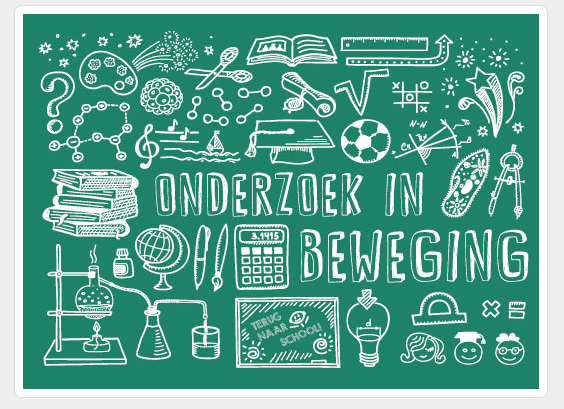 N-N
ONDERZOEK IN
BEWEGING
3.1415
TERUG
NAAR
SCHOOL!
d